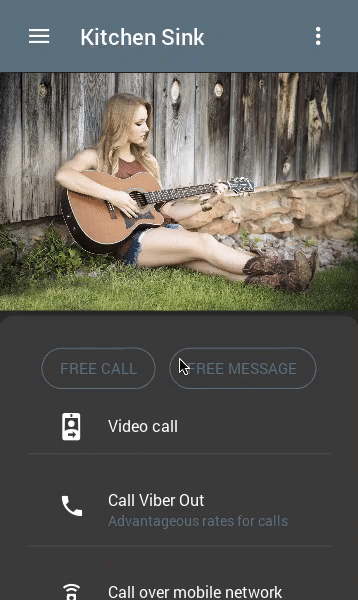 Kitchen Sink
FREE CALL
FREE MESSAGE
Video call
Call Viber Out
Advantageous rates for calls
Call over mobile network